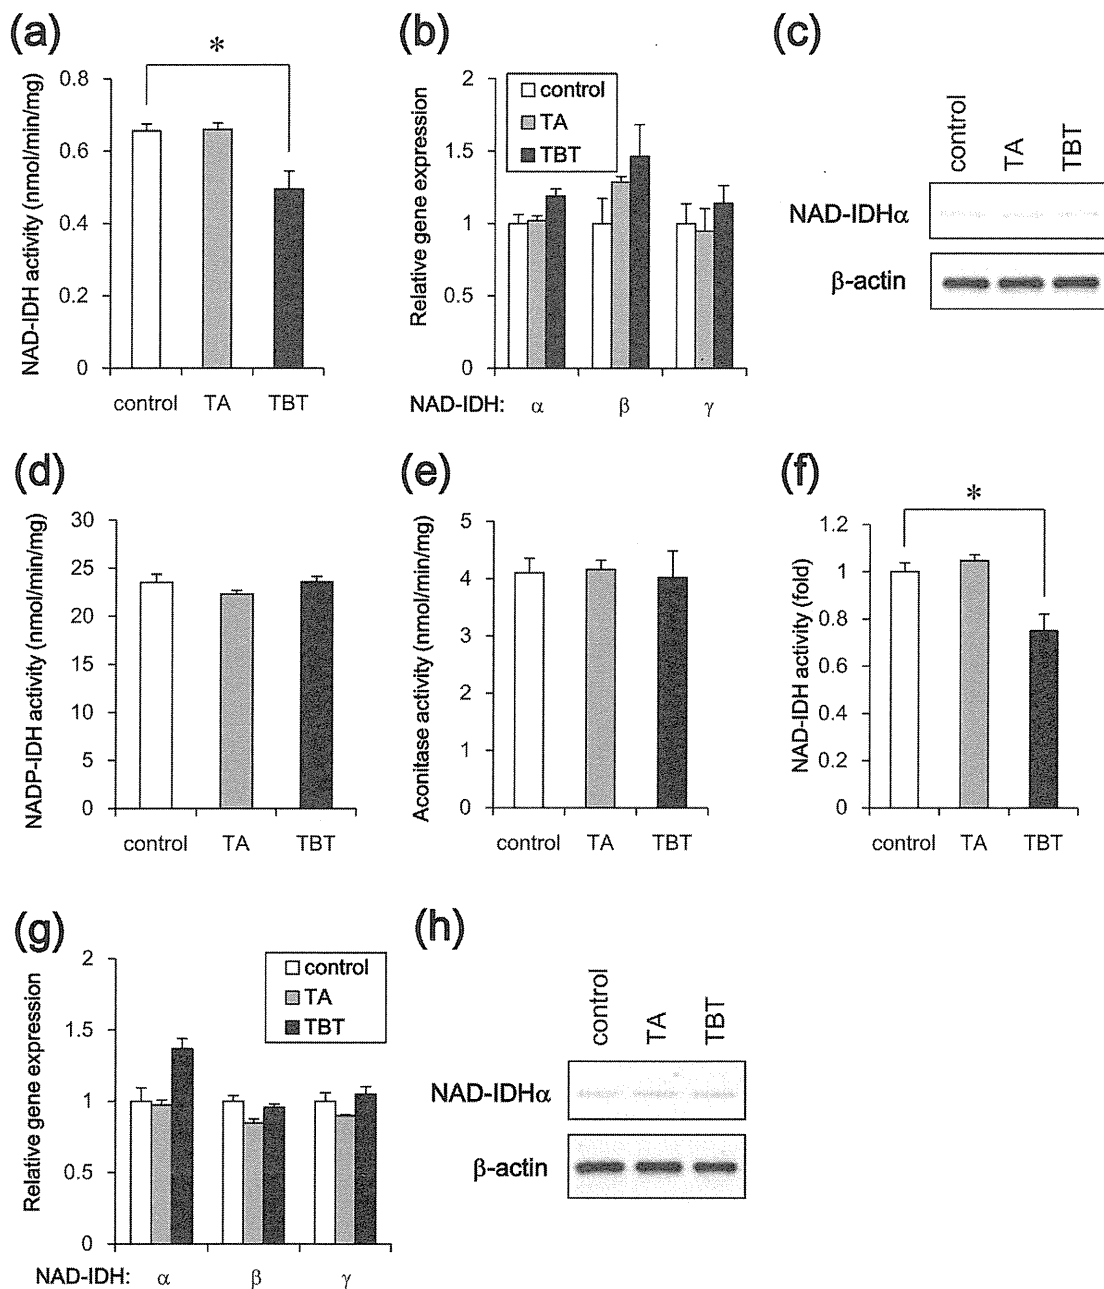 (a)
*
NAD-IDH activity (nmol/min/mg)
0.8
0.6
0.4
0.2
0
control TA TBT
(b)
Relative gene expression
2
1.5
1
0.5
0
control
TA
TBT
NAD-IDH: α β γ
(c)
control TA TBT
NAD-IDHα
β-actin
(d)
NADP-IDH activity (nmol/min/mg)
30
25
20
15
10
5
0
control TA TBT
(e)
Aconitase activity (nmol/min/mg)
5
4
3
2
1
0
control TA TBT
(f)
*
NAD-IDH activity (fold)
1.2
1
0.8
0.6
0.4
0.2
0
control TA TBT
(g)
Relative gene expression
2
1.5
1
0.5
0
control
TA
TBT
NAD-IDH: α β γ
(h)
control TA TBT
NAD-IDHα
β-actin